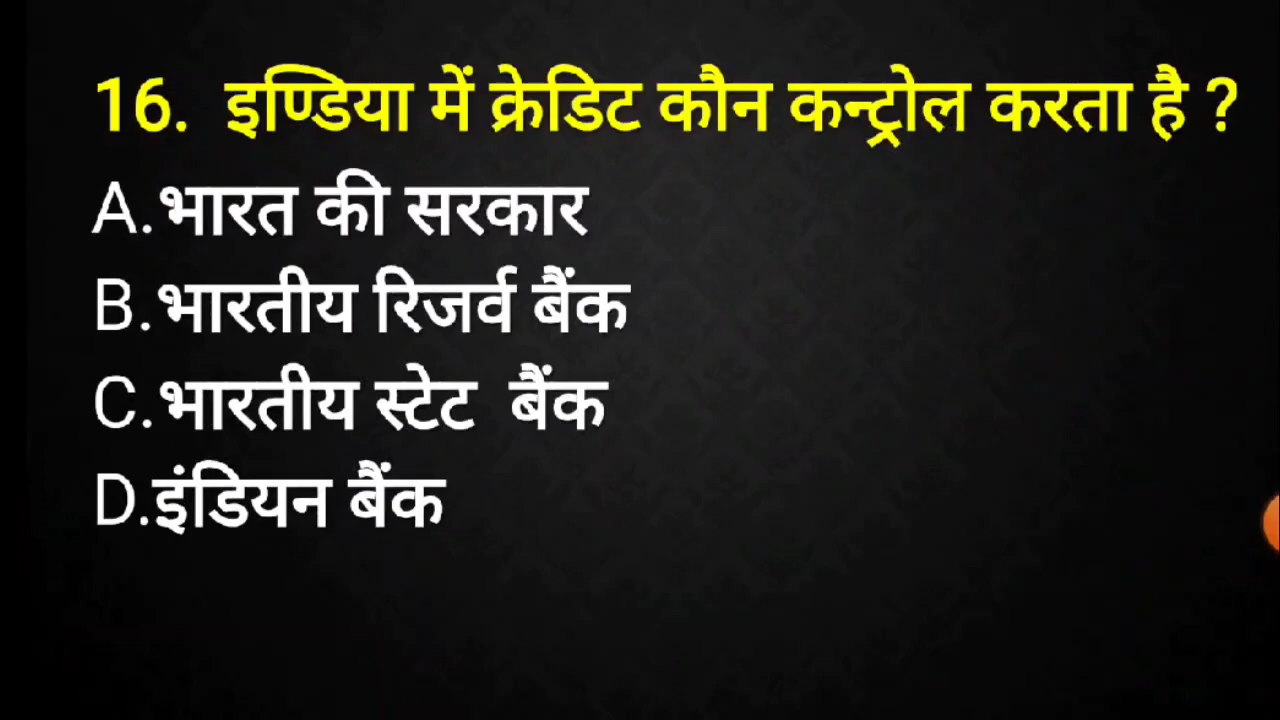 16. इण्डिया में क्रेडिट कौन कन्ट्रोल करता है ?
A.भारत की सरकार
B.भारतीय रिजर्व बैंक
C.भारतीय स्टेट बैंक
D.इंडियन बैंक